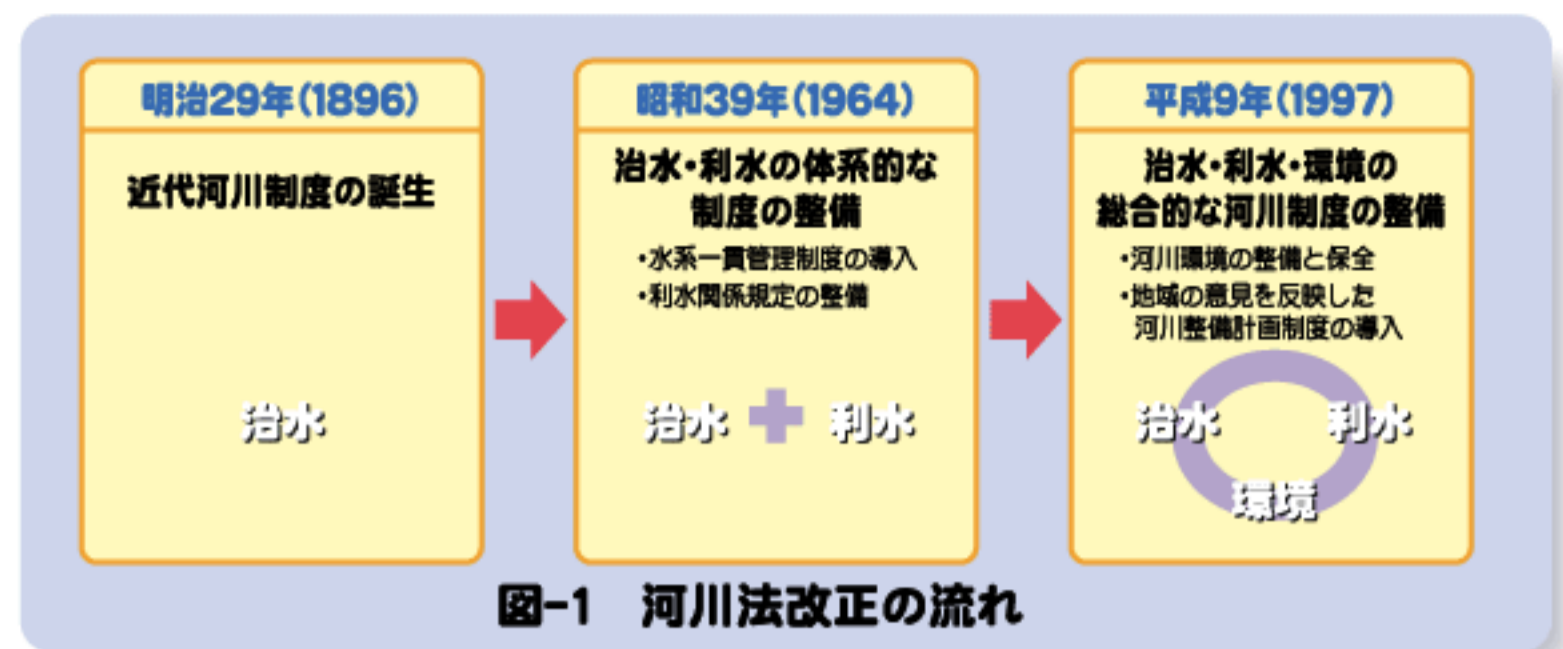 明治29年(1896)
近代河川制度の誕生
治水
昭和39年(1964)
治水・利水の体系的な
制度の整備
・水系一貫管理制度の導入
・利水関係規定の整備
治水 + 利水
平成9年(1997)
治水・利水・環境の
総合的な河川制度の整備
・河川環境の整備と保全
・地域の意見を反映した
河川整備計画制度の導入
治水 利水
環境
図-1 河川法改正の流れ